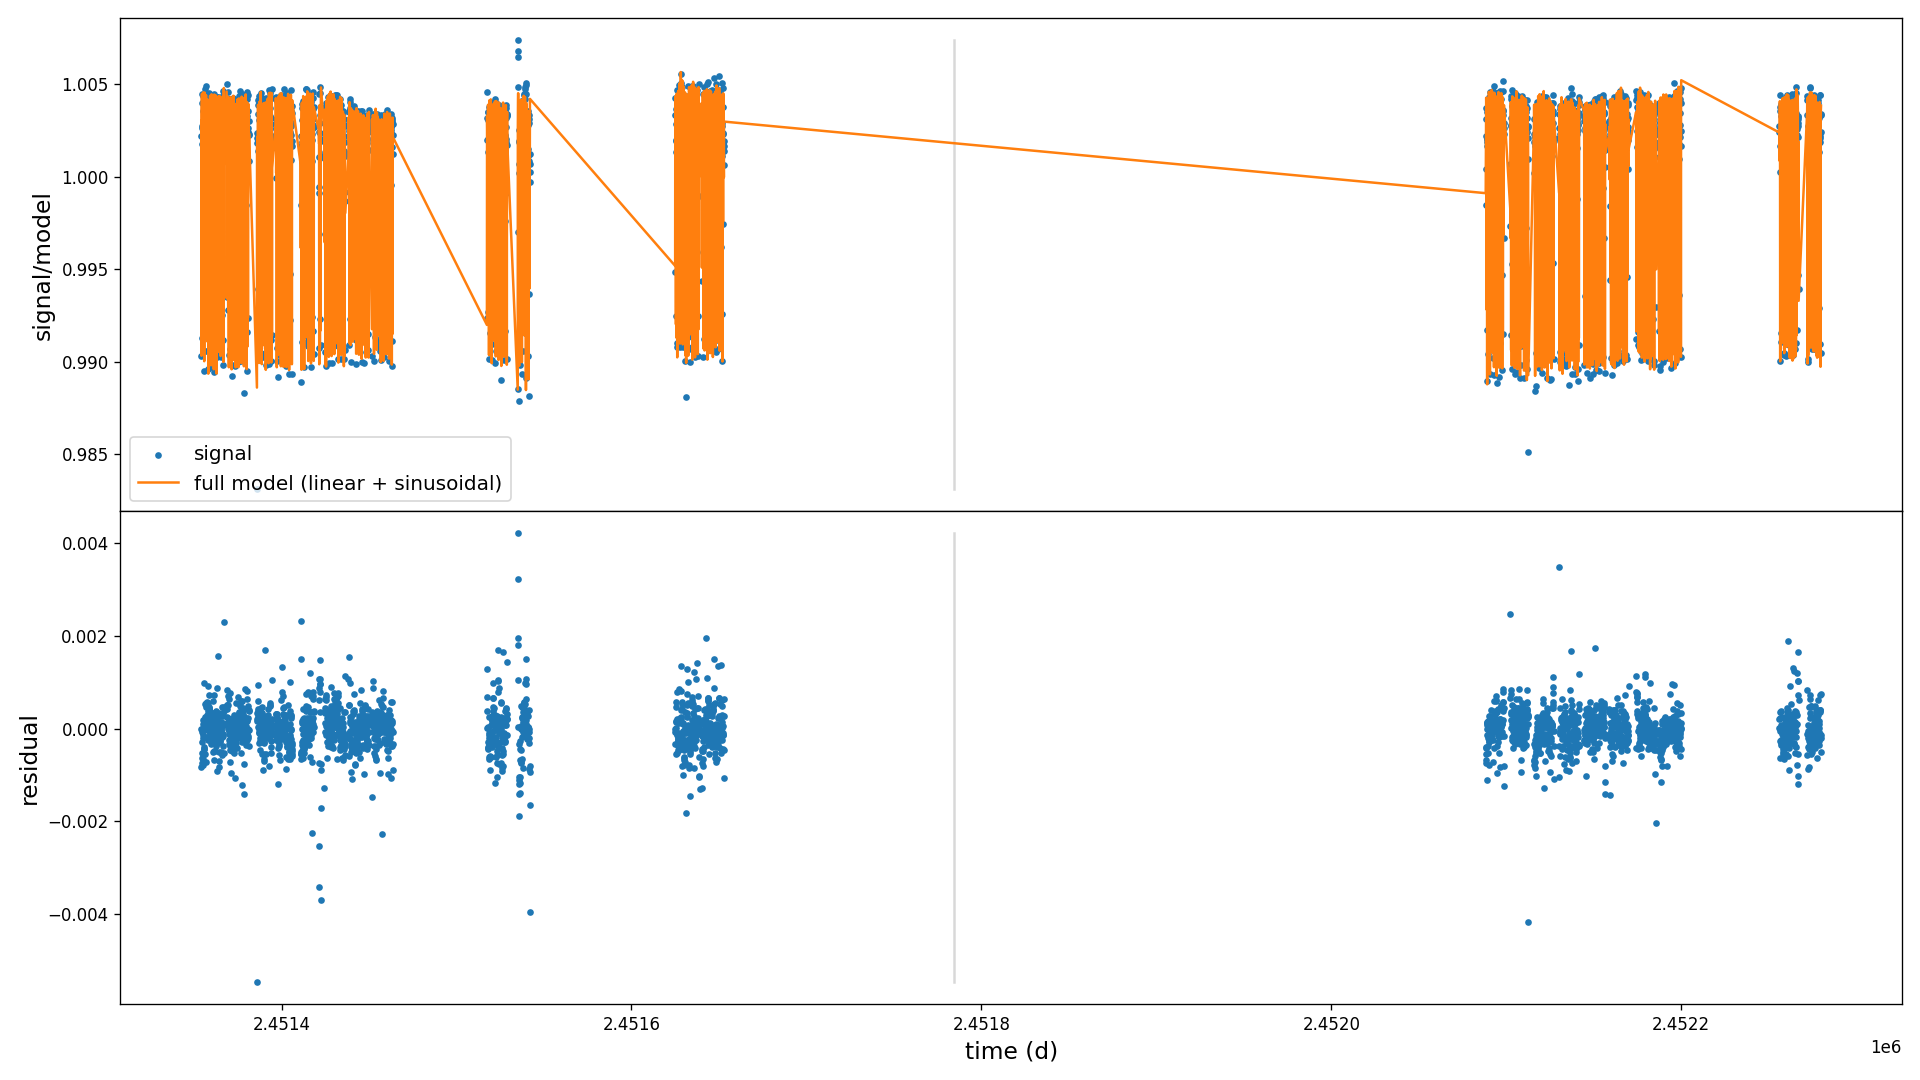 1.005
1.000
0.995
0.990
0.985
signal/model
signal
full model (linear + sinusoidal)
0.004
0.002
0.000
−0.002
−0.004
residual
2.4514
2.4516
2.4518
2.4520
2.4522
time (d)
1e6